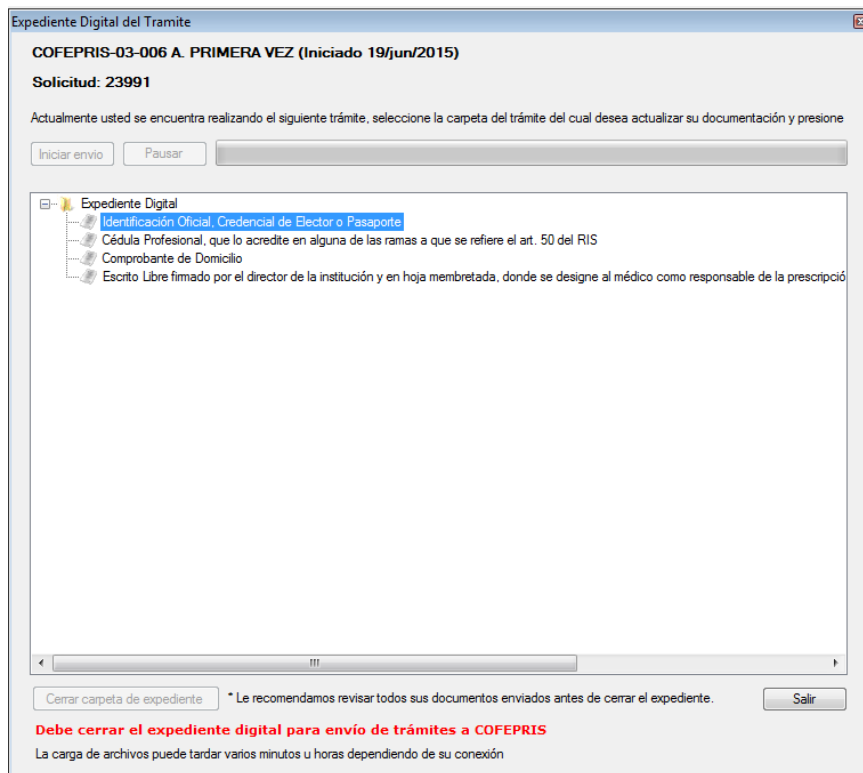 Expediente Digital del Tramite
COFEPRIS-03-006 A. PRIMERA VEZ (Iniciado 19/jun/2015)
Solicitud: 23991
Actualmente usted se encuentra realizando el siguiente trámite, seleccione la carpeta del trámite del cual desea actualizar su documentación y presione
Iniciar envio
Pausar
Expediente Digital
Identificación Oficial, Credencial de Elector o Pasaporte
Cédula Profesional, que lo acredite en alguna de las ramas a que se refiere el art. 50 del RIS
Comprobante de Domicilio
Escrito Libre firmado por el director de la institución y en hoja membretada, donde se designe al médico como responsable de la prescripció
Cerrar carpeta de expediente * Le recomendamos revisar todos sus documentos enviados antes de cerrar el expediente. Salir
Debe cerrar el expediente digital para envío de trámites a COFEPRIS
La carga de archivos puede tardar varios minutos u horas dependiendo de su conexión